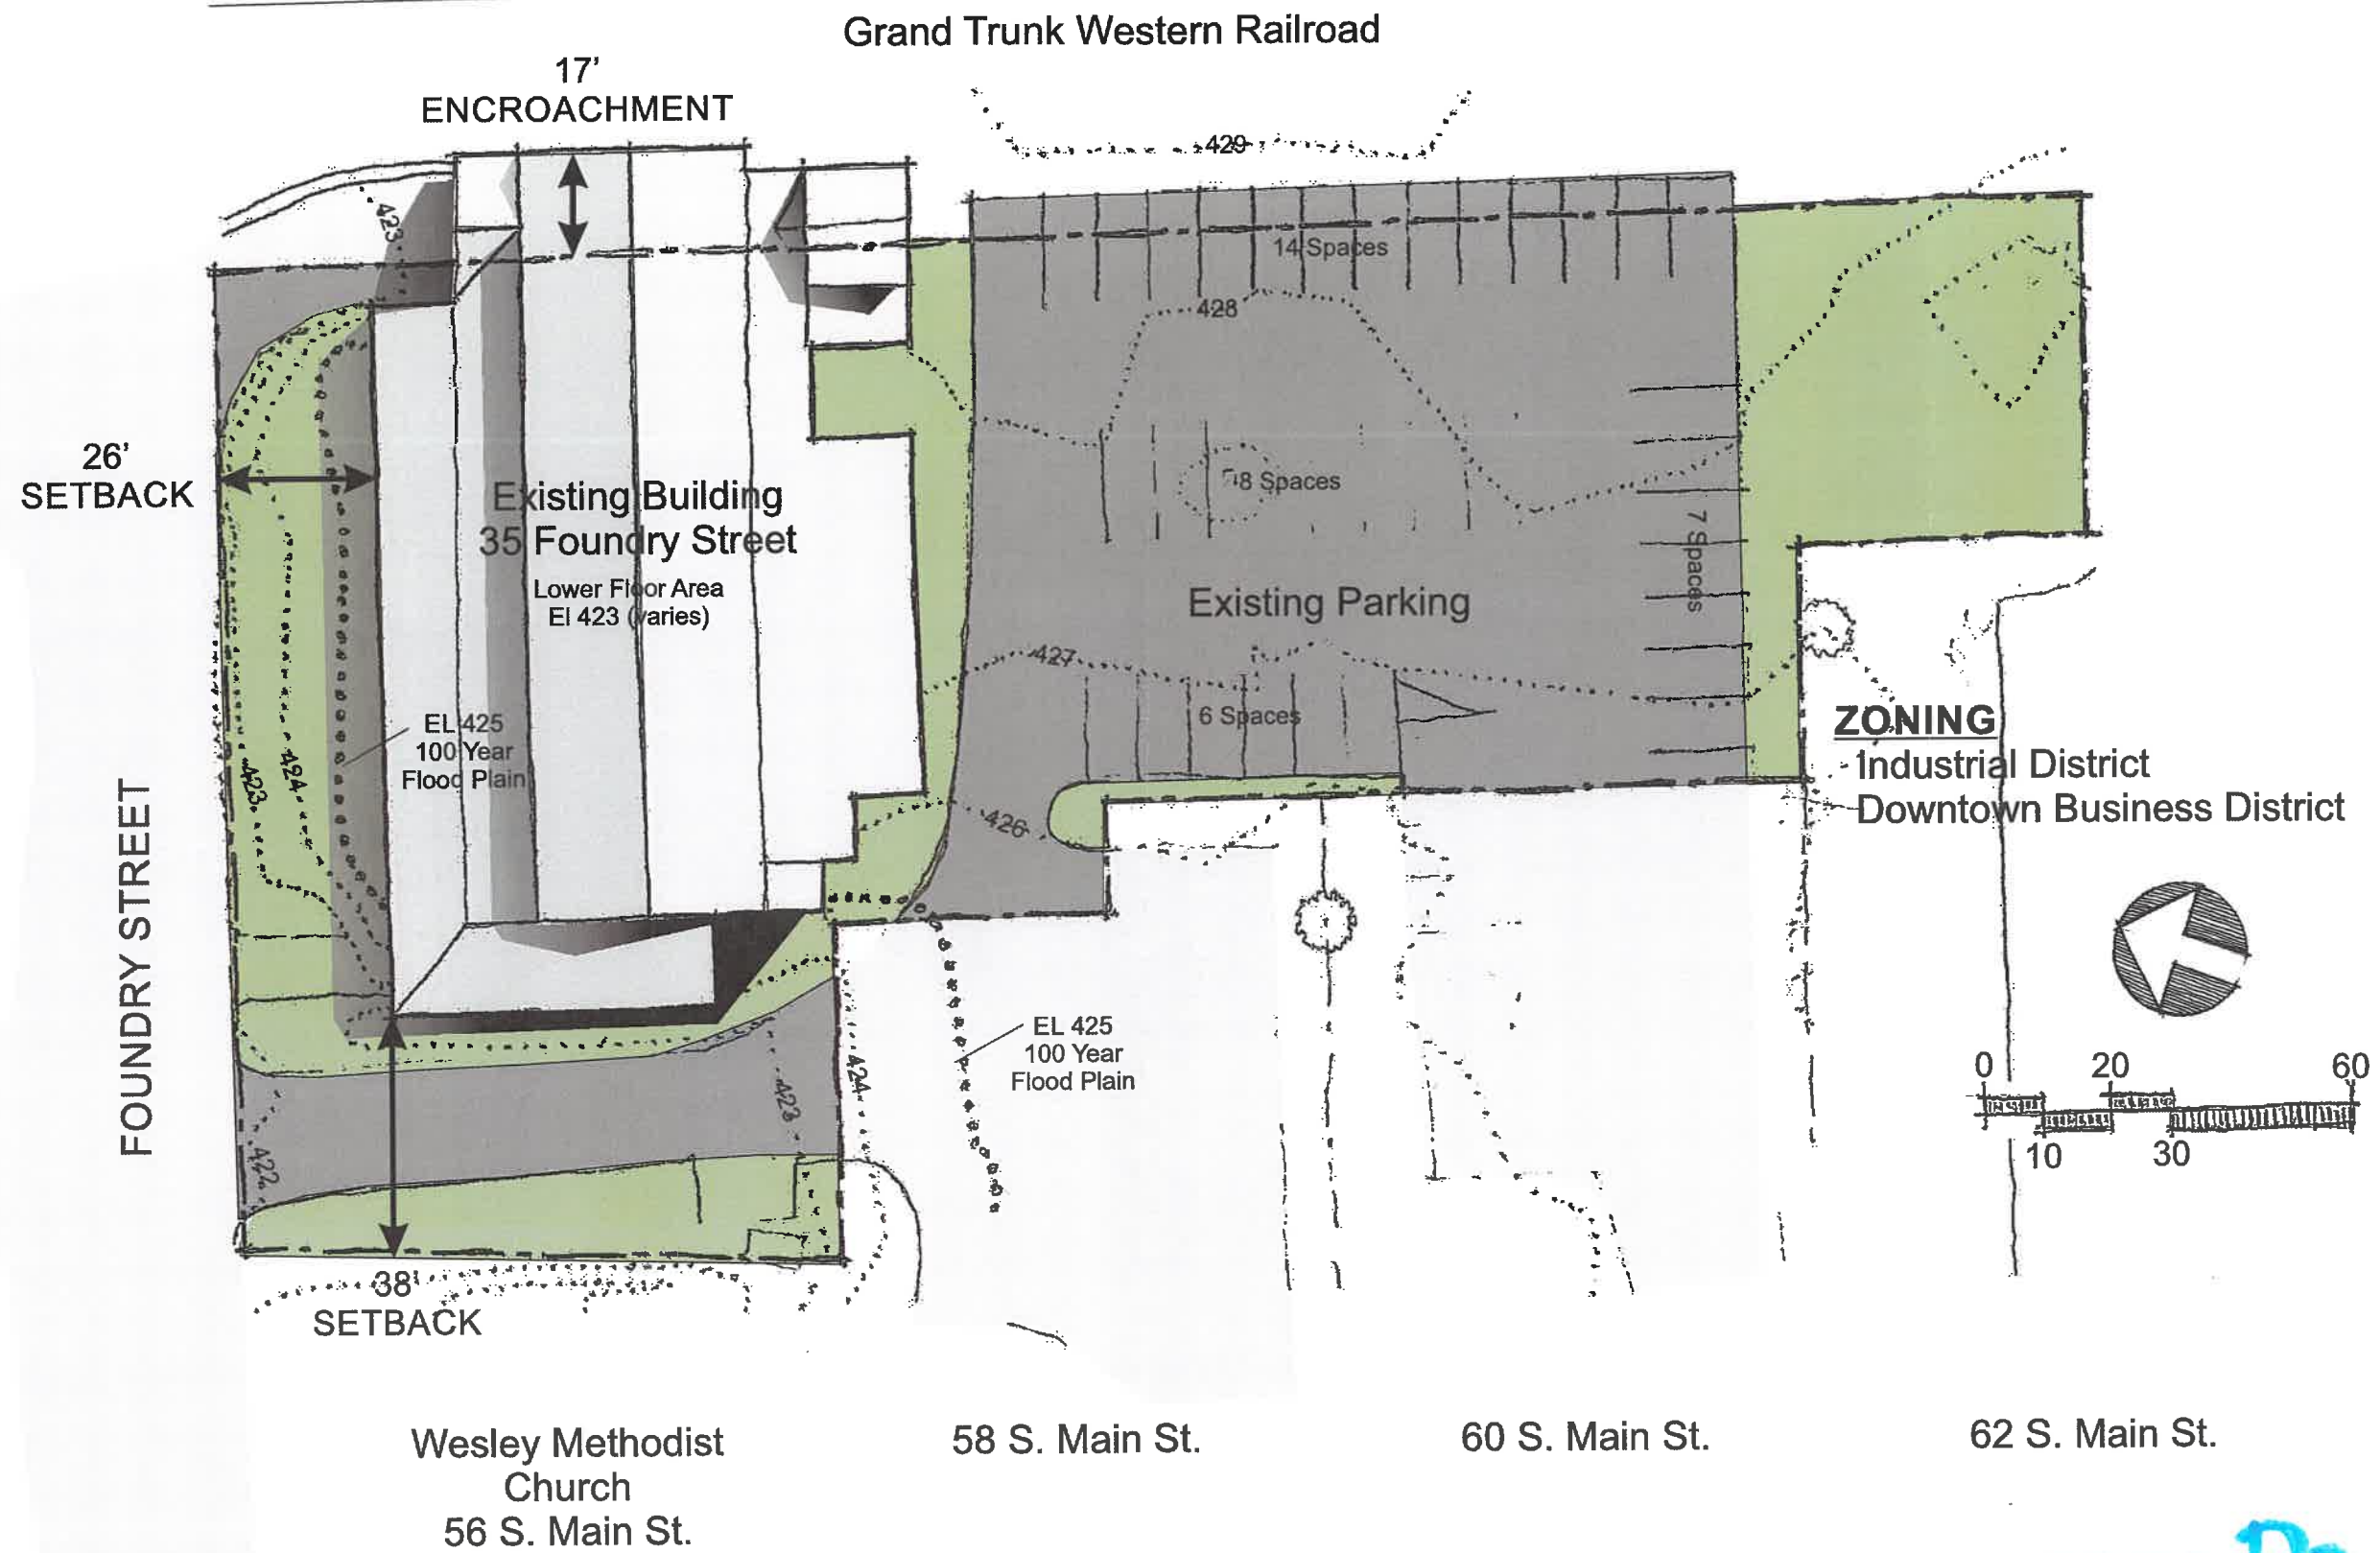 Grand Trunk Western Railroad
17'
ENCROACHMENT
429
423
14 Spaces
428
26'
SETBACK
Existing Building
35 Foundry Street
Lower Floor Area
El 423 (varies)
8 Spaces
7 Spaces
Existing Parking
427
6 Spaces
EL 425
100 Year
Flood Plain
423
424
426
ZONING
Industrial District
Downtown Business District
FOUNDRY STREET
EL 425
100 Year
Flood Plain
423
424
422
0 20 60
10 30
38'
SETBACK
Wesley Methodist
Church
56 S. Main St.
58 S. Main St.
60 S. Main St.
62 S. Main St.